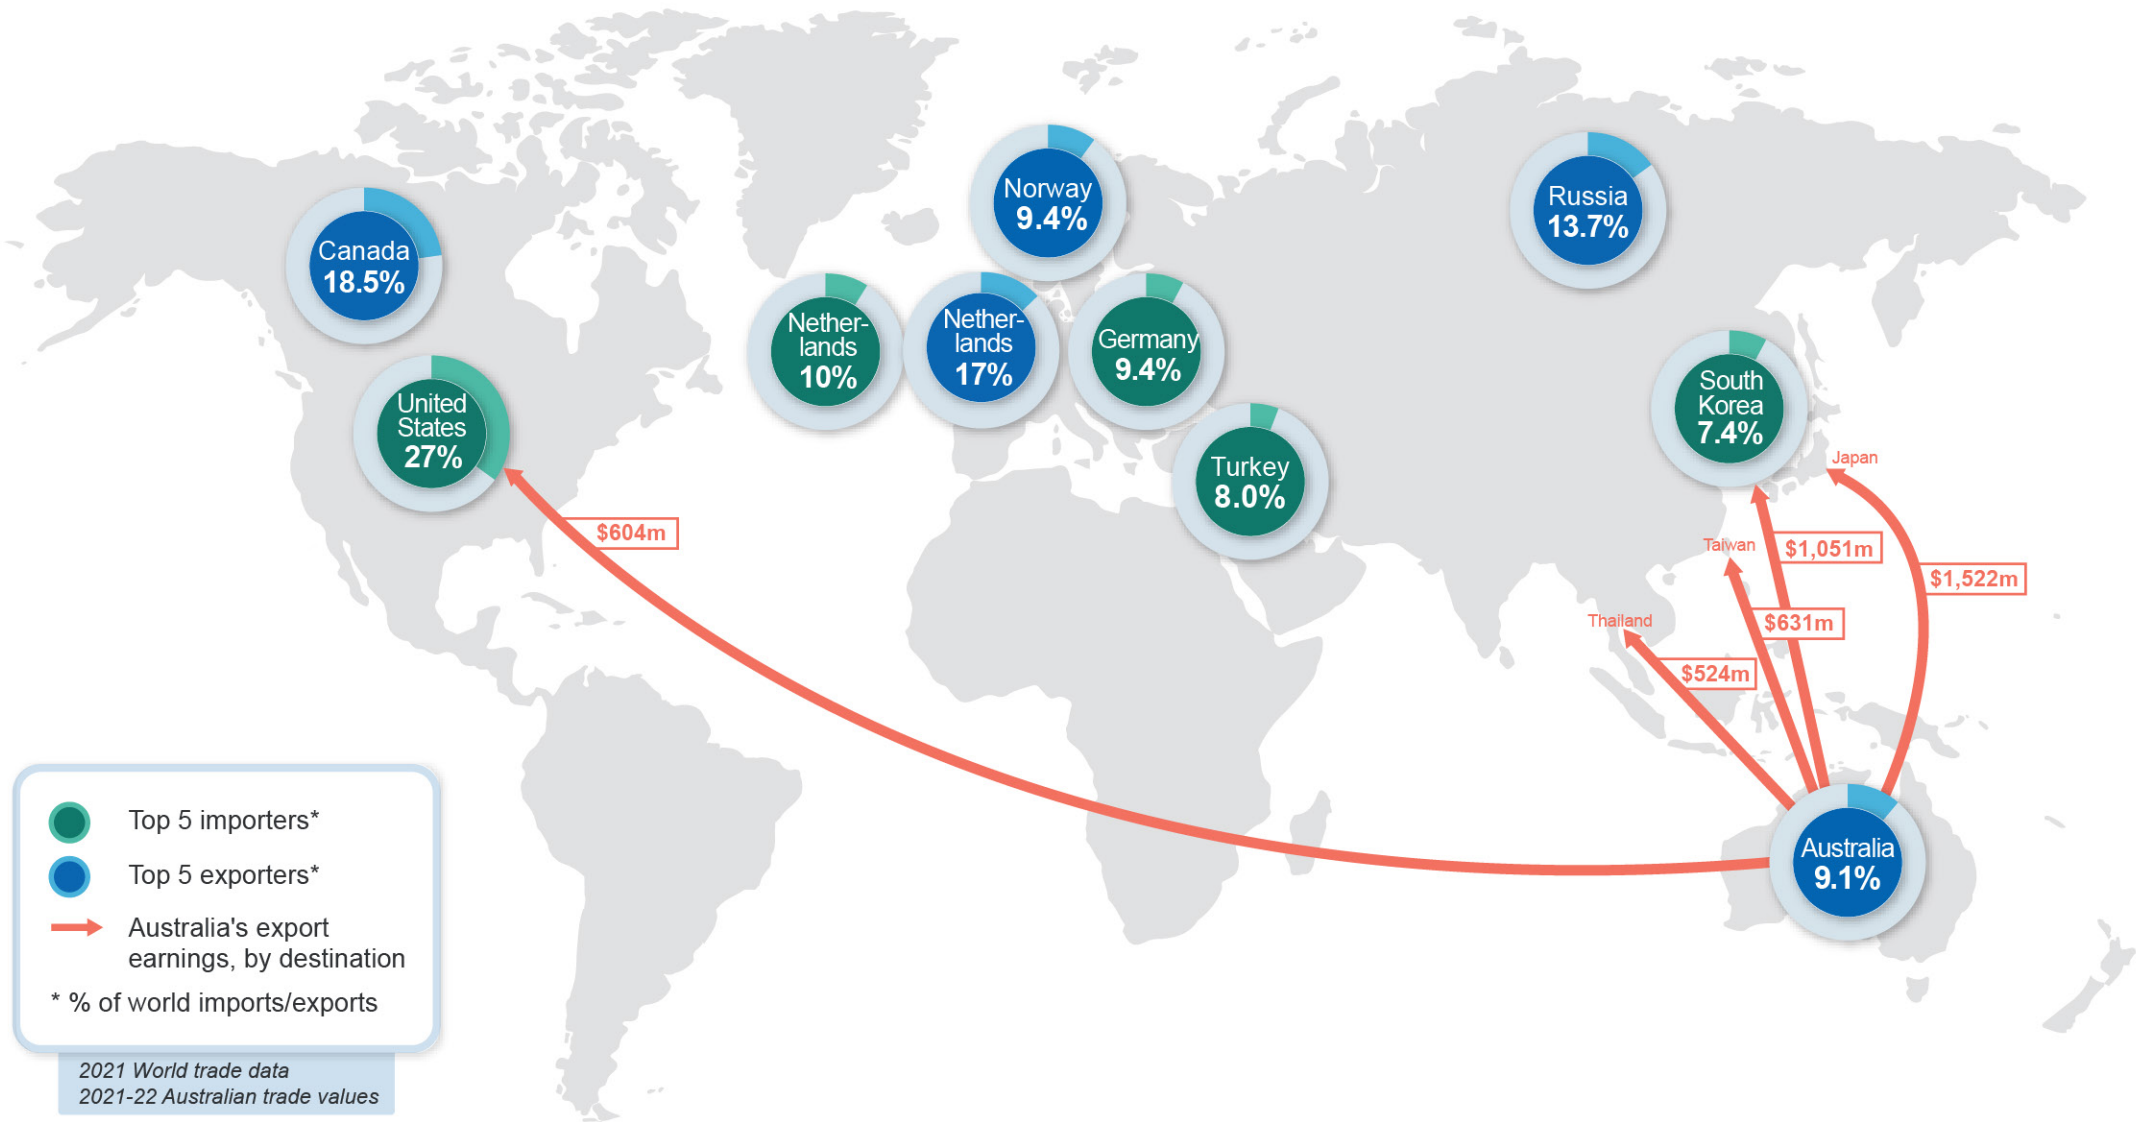 Norway
9.4%
Russia
13.7%
Canada
18.5%
Nether-
lands
10%
Nether-
lands
17%
Germany
9.4%
United
States
27%
South
Korea
7.4%
Turkey
8.0%
Japan
$604m
Taiwan
$1,051m
$1,522m
Thailand
$631m
$524m
Australia
9.1%
Top 5 importers*
Top 5 exporters*
Australia's export
earnings, by destination
* % of world imports/exports
2021 World trade data
2021-22 Australian trade values